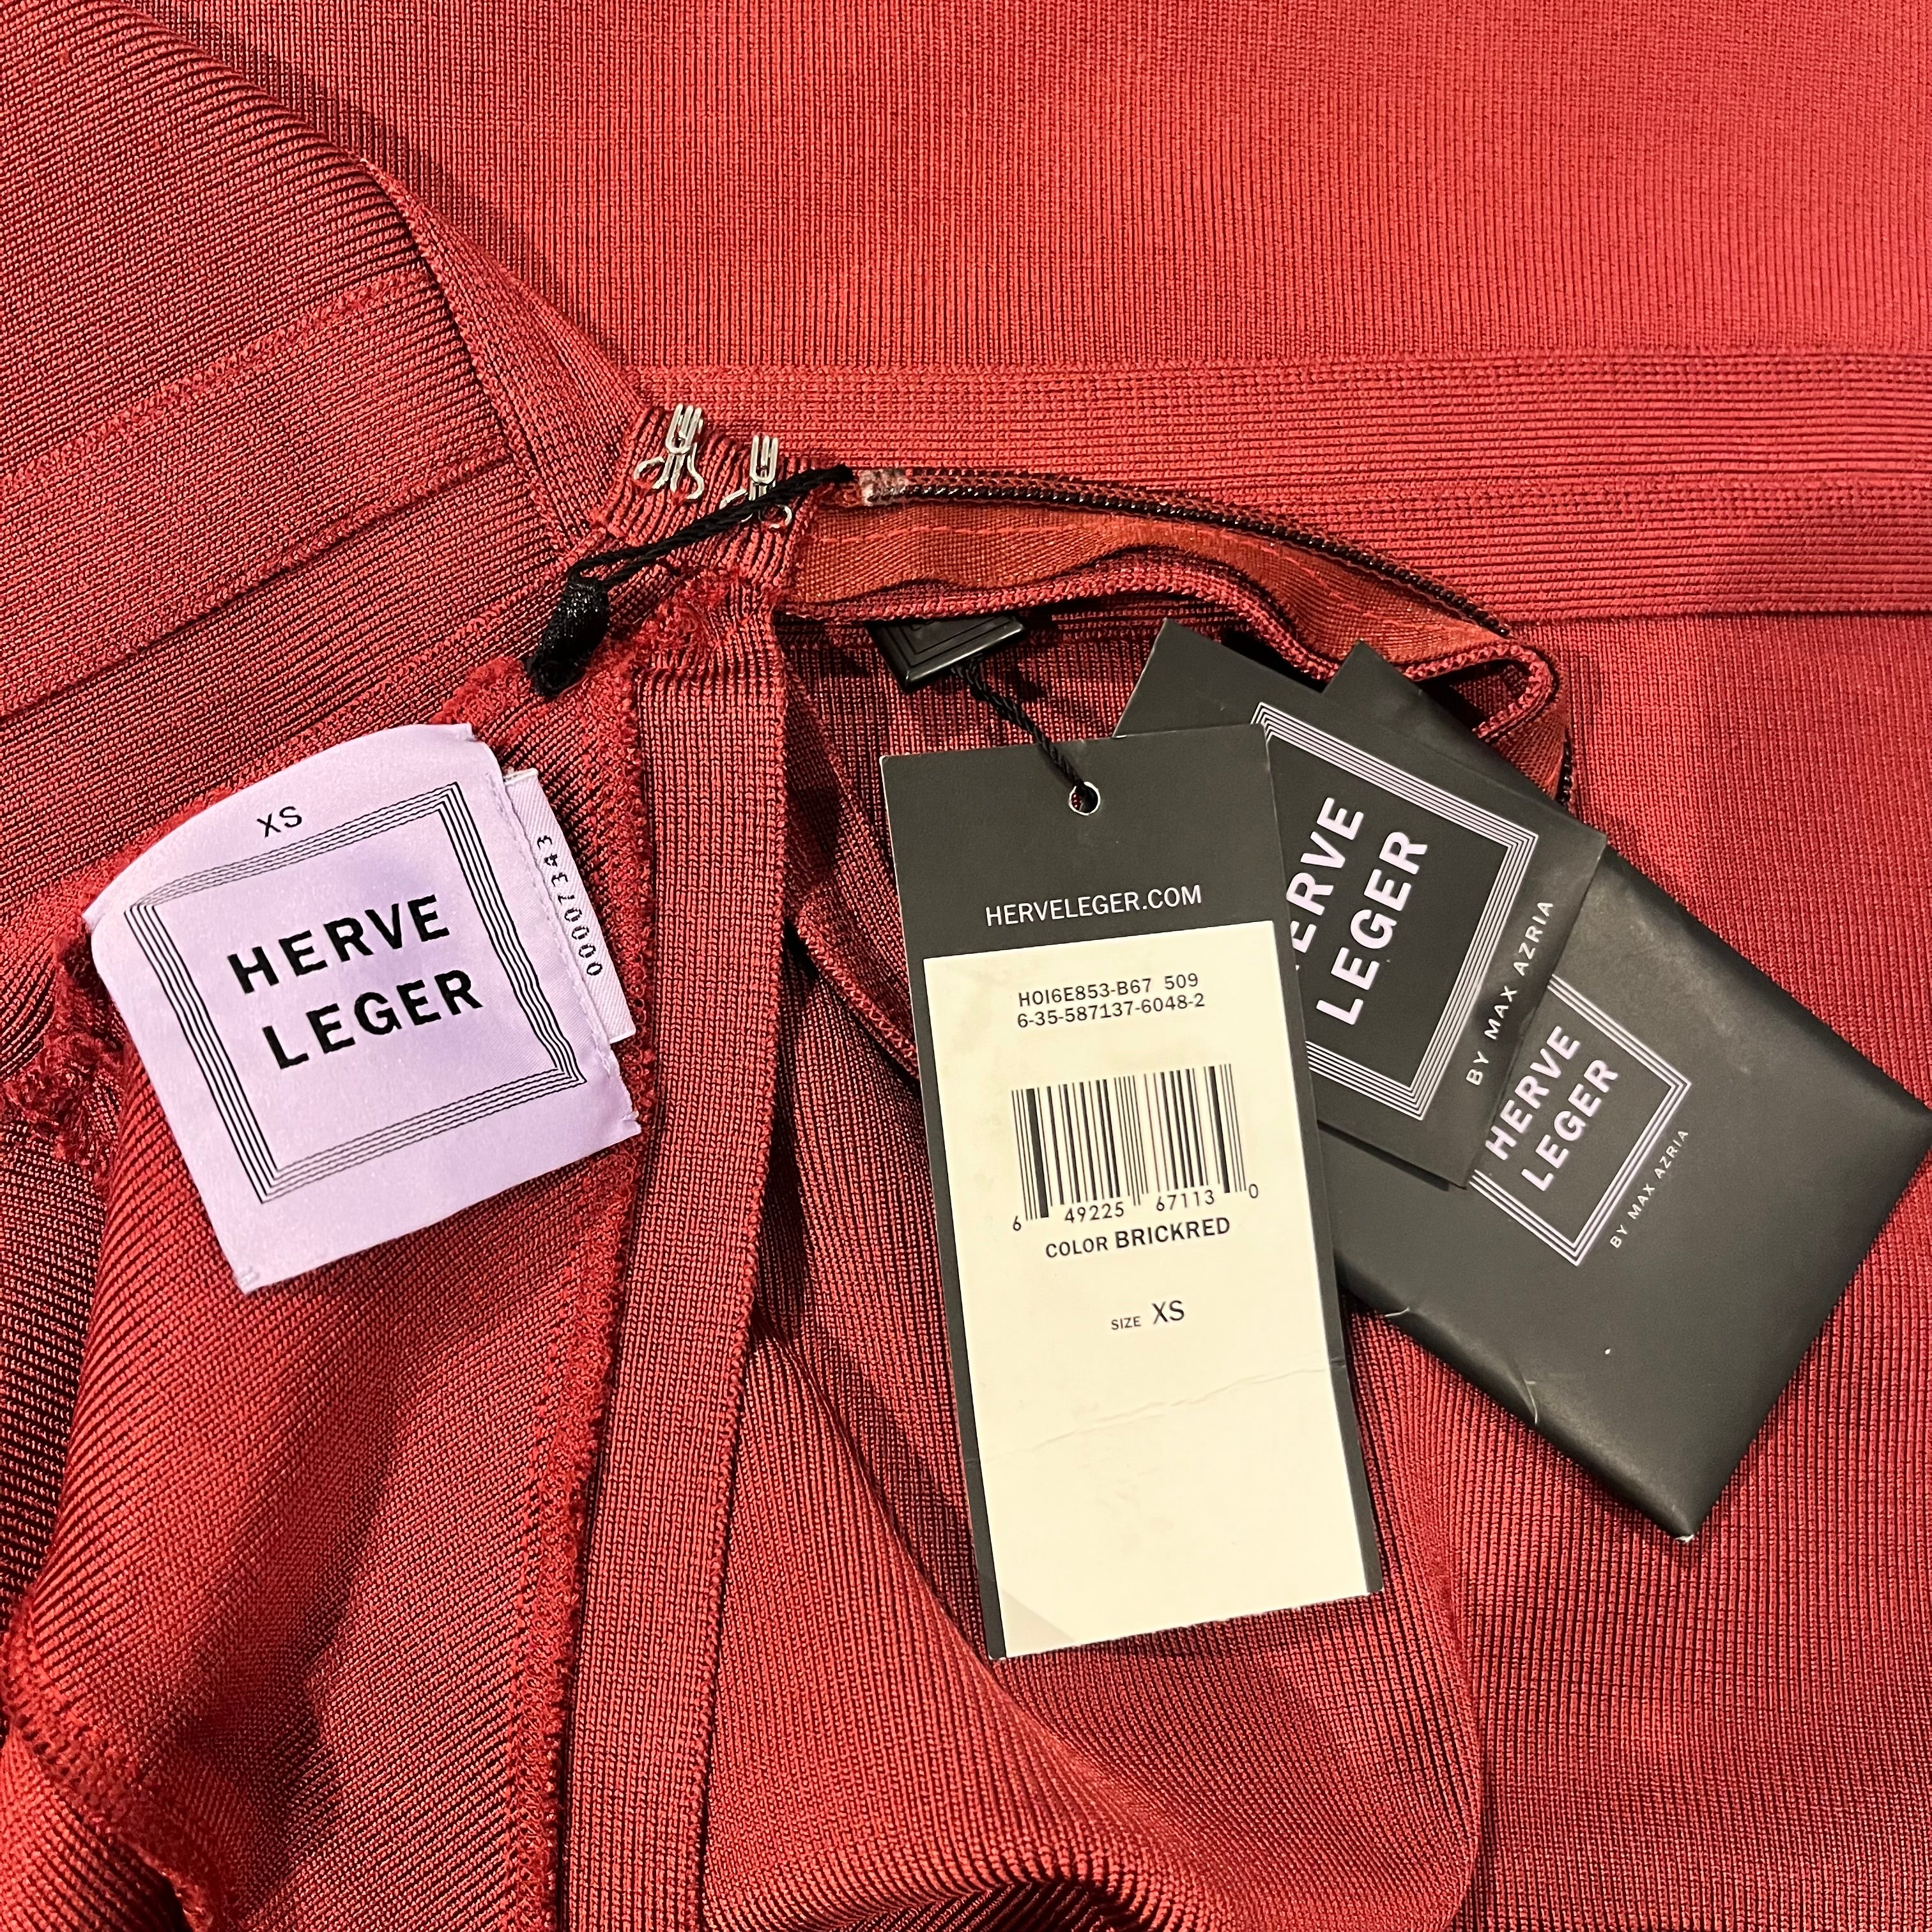 XS
HERVE
LEGER
00007343
HERVELEGER.COM
HOI6E853-B67 509
6-35-587137-6048-2
6 49225 67113 0
COLOR BRICKRED
SIZE XS
HERVE
LEGER
BY MAX AZRIA
HERVE
LEGER
BY MAX AZRIA